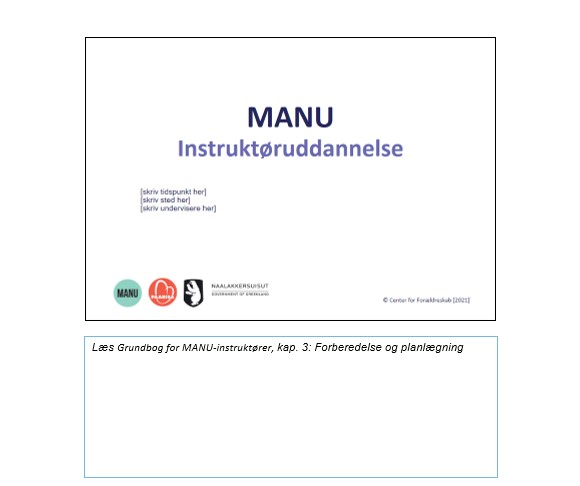 MANU
Instruktøruddannelse
[skriv tidspunkt her]
[skriv sted her]
[skriv undervisere her]
MANU
PAARISA
NAALAKKERSUISUT
GOVERNMENT OF GREENLAND
© Center for Forældreskab [2021]
Læs Grundbog for MANU-instruktører, kap. 3: Forberedelse og planlægning